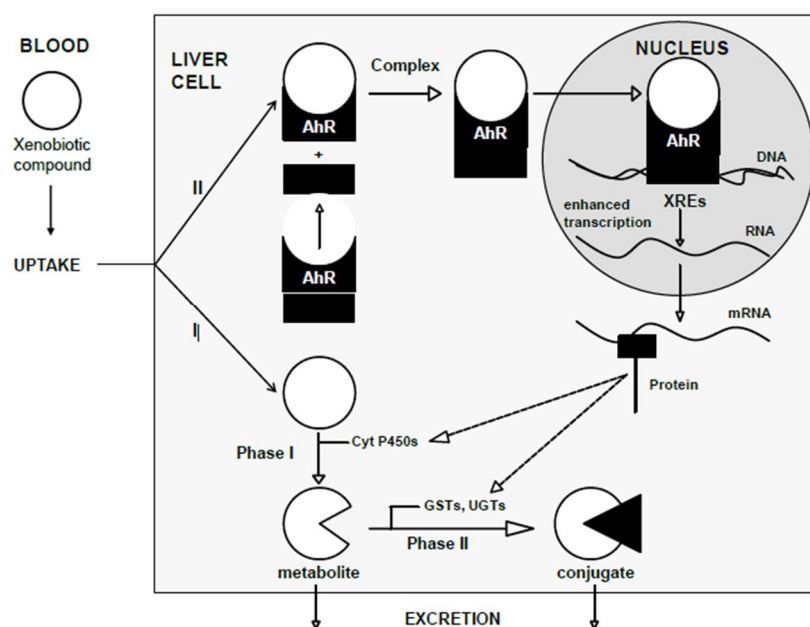 BLOOD
Xenobiotic
compound
UPTAKE
LIVER
CELL
II
I|
AhR
+
AhR
Complex
AhR
NUCLEUS
AhR
DNA
XREs
enhanced
transcription
RNA
mRNA
Protein
Cyt P450s
Phase I
GSTs, UGTs
Phase II
metabolite
conjugate
EXCRETION